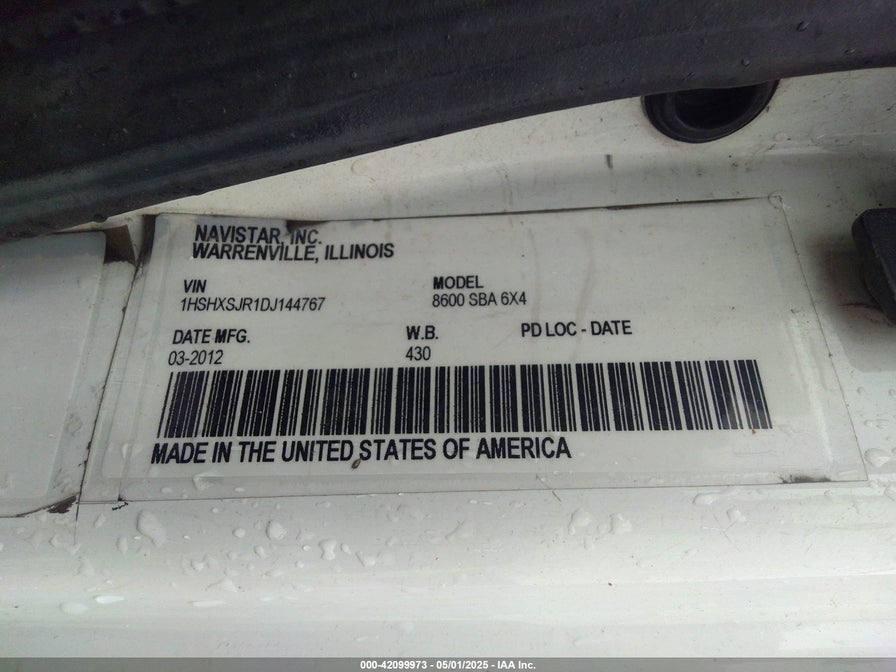 NAVISTAR, INC.
WARRENVILLE, ILLINOIS
VIN MODEL
1HSHXSJR1DJ144767 8600 SBA 6X4
DATE MFG. W.B. PD LOC - DATE
03-2012 430
MADE IN THE UNITED STATES OF AMERICA
000-42099973 - 05/01/2025 - IAA Inc.